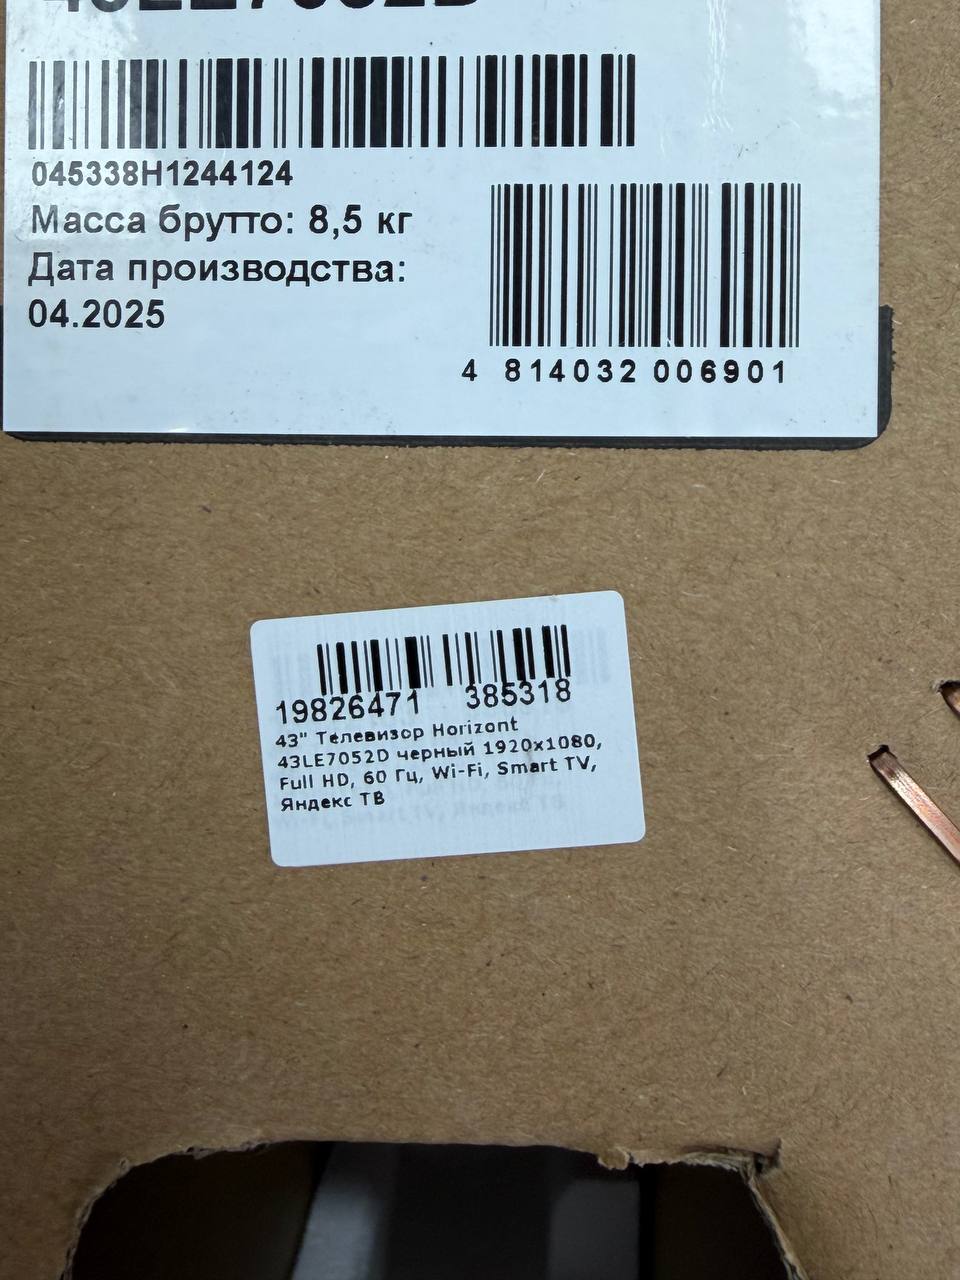 43LE7052D
045338H1244124
Масса брутто: 8,5 кг
Дата производства:
04.2025
4 814032 006901
19826471 385318
43" Телевизор Horizont
43LE7052D черный 1920x1080,
Full HD, 60 Гц, Wi-Fi, Smart TV,
Яндекс ТВ